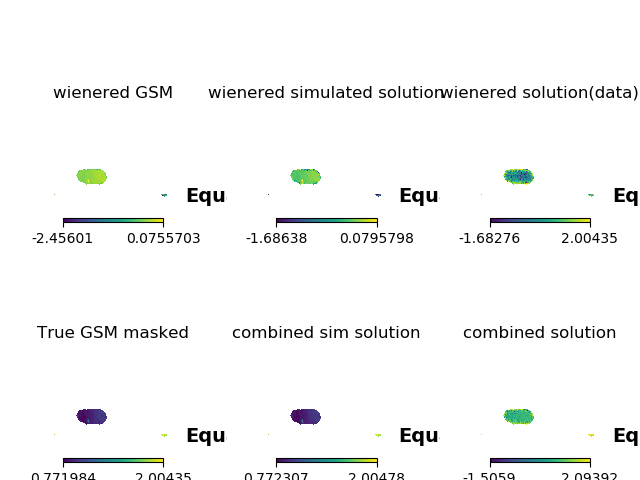 wienered GSM
wienered simulated solution
wienered solution(data)
Equ
Equ
Eq
-2.45601 0.0755703
-1.68638 0.0795798
-1.68276 2.00435
True GSM masked
combined sim solution
combined solution
Equ
Equ
Eq
0.771984 2.00435
0.772307 2.00478
-1.5059 2.09392